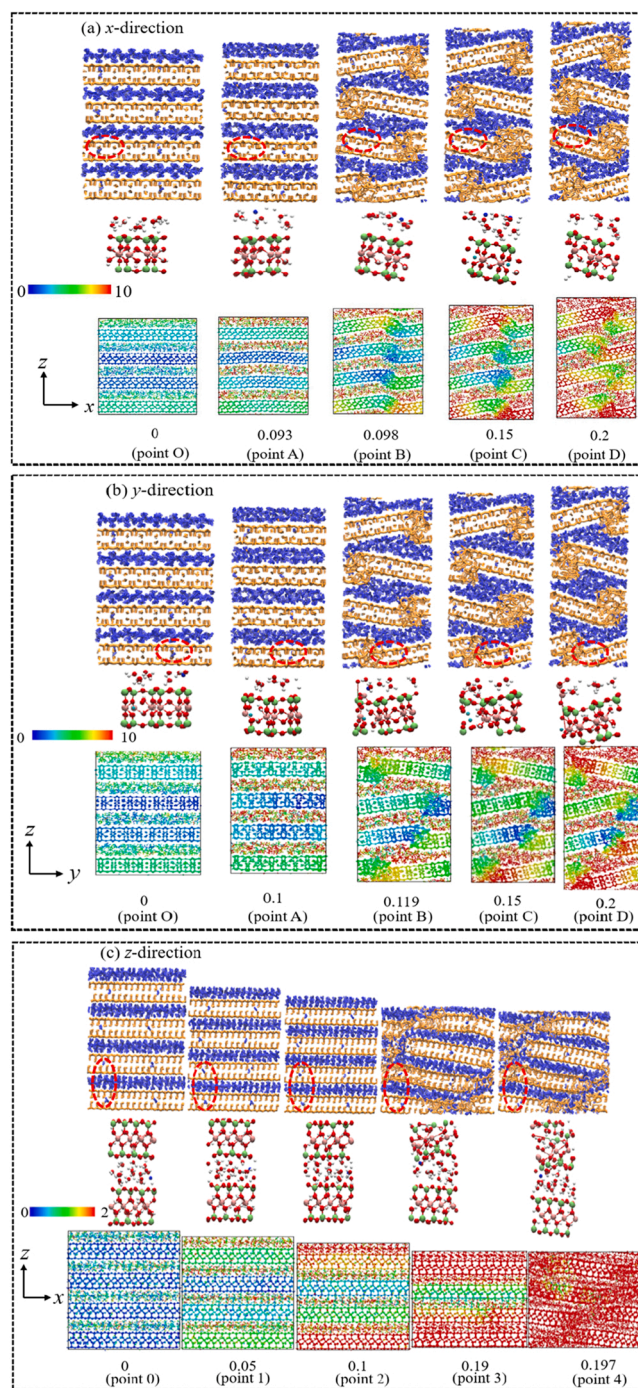 (a) x-direction
0 10
z
x
0 0.093 0.098 0.15 0.2
(point O) (point A) (point B) (point C) (point D)
(b) y-direction
0 10
z
y
0 0.1 0.119 0.15 0.2
(point O) (point A) (point B) (point C) (point D)
(c) z-direction
0 2
z
x
0 0.05 0.1 0.19 0.197
(point 0) (point 1) (point 2) (point 3) (point 4)